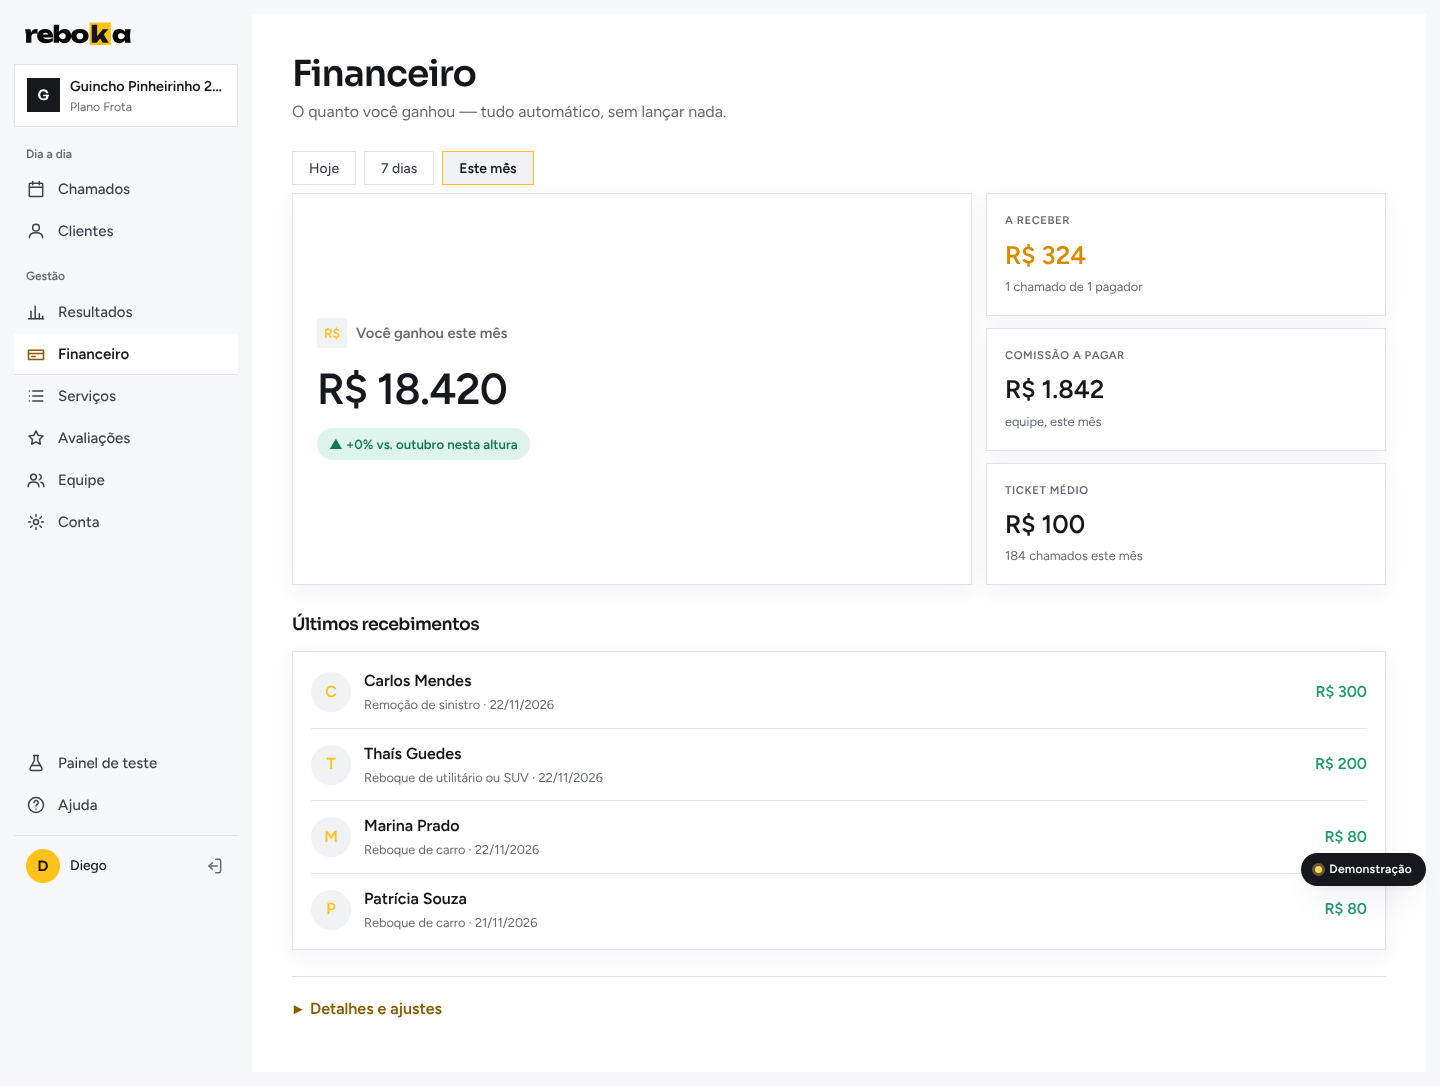 reboka
G
Guincho Pinheirinho 2...
Plano Frota
Dia a dia
Chamados
Clientes
Gestão
Resultados
Financeiro
Serviços
Avaliações
Equipe
Conta
Painel de teste
Ajuda
D
Diego
Financeiro
O quanto você ganhou — tudo automático, sem lançar nada.
Hoje
7 dias
Este mês
R$
Você ganhou este mês
R$ 18.420
▲ +0% vs. outubro nesta altura
A RECEBER
R$ 324
1 chamado de 1 pagador
COMISSÃO A PAGAR
R$ 1.842
equipe, este mês
TICKET MÉDIO
R$ 100
184 chamados este mês
Últimos recebimentos
C
Carlos Mendes
Remoção de sinistro · 22/11/2026
R$ 300
T
Thaís Guedes
Reboque de utilitário ou SUV · 22/11/2026
R$ 200
M
Marina Prado
Reboque de carro · 22/11/2026
R$ 80
Demonstração
P
Patrícia Souza
Reboque de carro · 21/11/2026
R$ 80
▸ Detalhes e ajustes